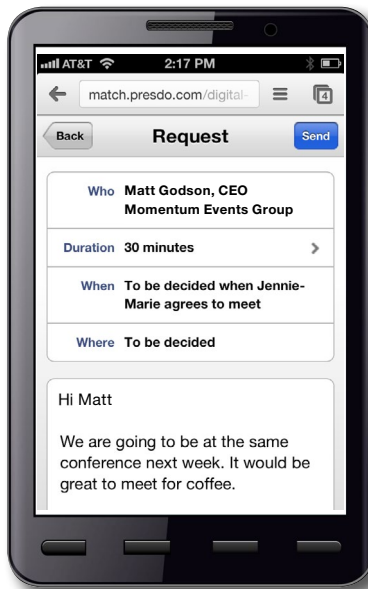 AT&T 2:17 PM
match.presdo.com/digital- 4
Back Request Send
Who Matt Godson, CEO
Momentum Events Group
Duration 30 minutes
When To be decided when Jennie-
Marie agrees to meet
Where To be decided
Hi Matt
We are going to be at the same
conference next week. It would be
great to meet for coffee.